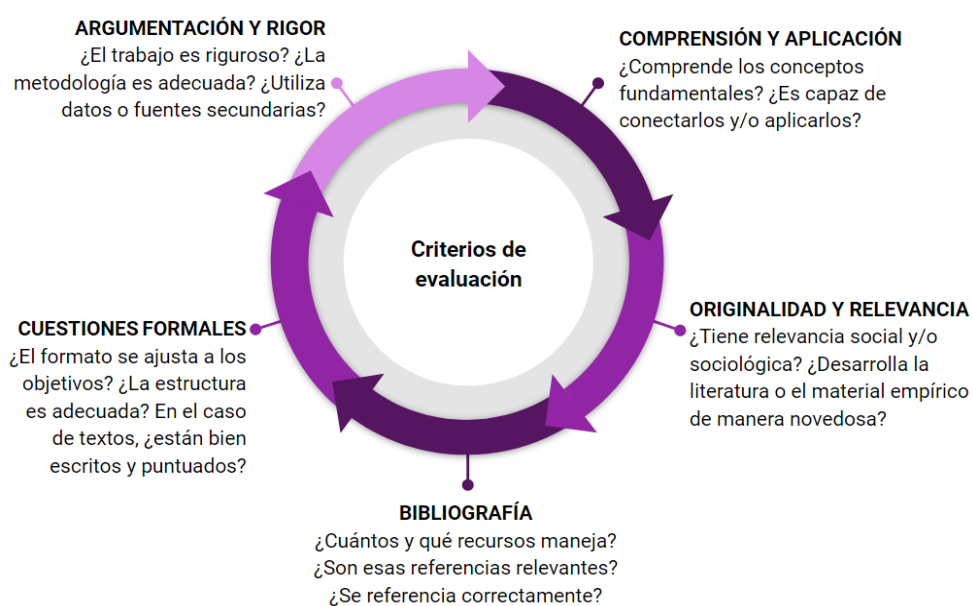 ARGUMENTACIÓN Y RIGOR
¿El trabajo es riguroso? ¿La
metodología es adecuada? ¿Utiliza
datos o fuentes secundarias?
COMPRENSIÓN Y APLICACIÓN
¿Comprende los conceptos
fundamentales? ¿Es capaz de
conectarlos y/o aplicarlos?
Criterios de
evaluación
ORIGINALIDAD Y RELEVANCIA
¿Tiene relevancia social y/o
sociológica? ¿Desarrolla la
literatura o el material empírico
de manera novedosa?
CUESTIONES FORMALES
¿El formato se ajusta a los
objetivos? ¿La estructura
es adecuada? En el caso
de textos, ¿están bien
escritos y puntuados?
BIBLIOGRAFÍA
¿Cuántos y qué recursos maneja?
¿Son esas referencias relevantes?
¿Se referencia correctamente?